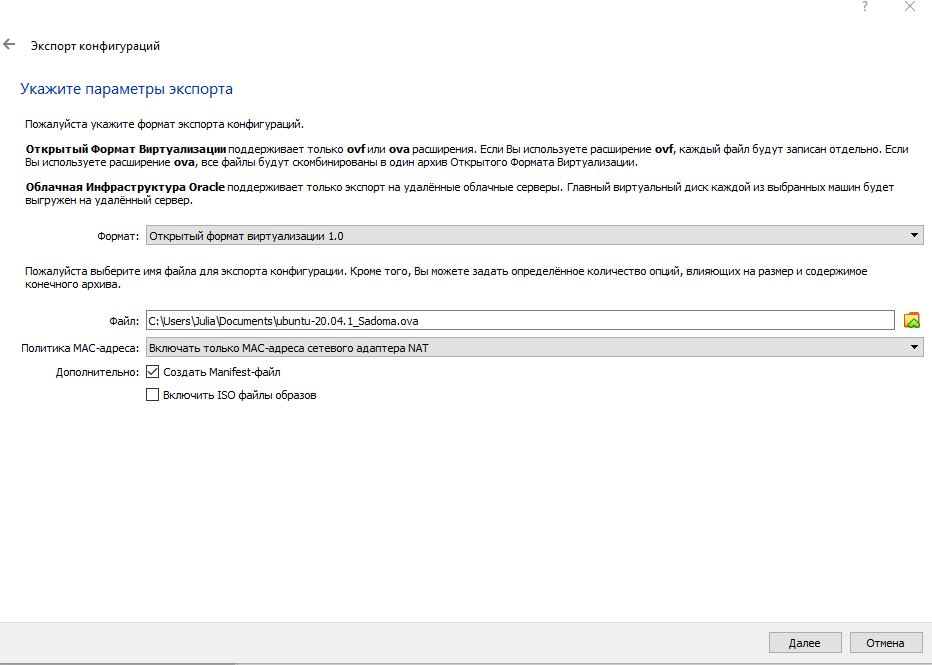 ?
Экспорт конфигураций
Укажите параметры экспорта
Пожалуйста укажите формат экспорта конфигураций.
Открытый Формат Виртуализации поддерживает только ovf или ova расширения. Если Вы используете расширение ovf, каждый файл будут записан отдельно. Если
Вы используете расширение ova, все файлы будут скомбинированы в один архив Открытого Формата Виртуализации.
Облачная Инфраструктура Oracle поддерживает только экспорт на удалённые облачные серверы. Главный виртуальный диск каждой из выбранных машин будет
выгружен на удалённый сервер.
Формат: Открытый формат виртуализации 1.0
Пожалуйста выберите имя файла для экспорта конфигурации. Кроме того, Вы можете задать определённое количество опций, влияющих на размер и содержимое
конечного архива.
Файл: C:\Users\Julia\Documents\ubuntu-20.04.1_Sadoma.ova
Политика MAC-адреса: Включать только MAC-адреса сетевого адаптера NAT
Дополнительно: Создать Manifest-файл
Включить ISO файлы образов
Далее Отмена